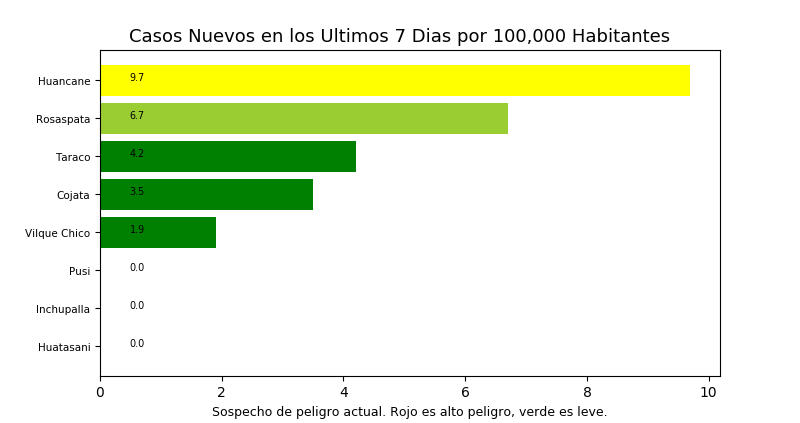 Casos Nuevos en los Ultimos 7 Dias por 100,000 Habitantes
Huancane 9.7
Rosaspata 6.7
Taraco 4.2
Cojata 3.5
Vilque Chico 1.9
Pusi 0.0
Inchupalla 0.0
Huatasani 0.0
0 2 4 6 8 10
Sospecho de peligro actual. Rojo es alto peligro, verde es leve.